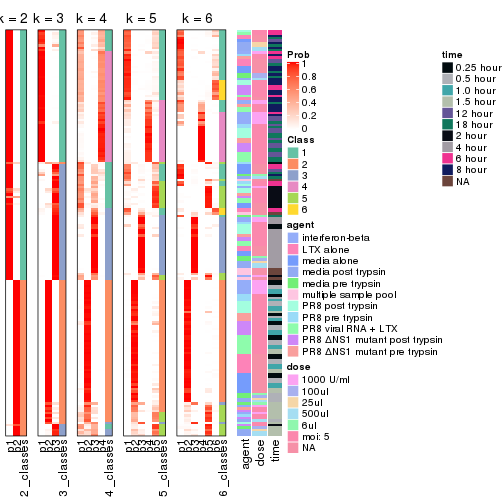 k = 2
k = 3
k = 4
k = 5
k = 6
Prob
1
0.8
0.6
0.4
0.2
0
Class
1
2
3
4
5
6
agent
interferon-beta
LTX alone
media alone
media post trypsin
media pre trypsin
multiple sample pool
PR8 post trypsin
PR8 pre trypsin
PR8 viral RNA + LTX
PR8 ΔNS1 mutant post trypsin
PR8 ΔNS1 mutant pre trypsin
dose
1000 U/ml
100ul
25ul
500ul
6ul
moi: 5
NA
time
0.25 hour
0.5 hour
1.0 hour
1.5 hour
12 hour
18 hour
2 hour
4 hour
6 hour
8 hour
NA
p1
p2
2_classes
p1
p2
p3
3_classes
p1
p2
p3
p4
4_classes
p1
p2
p3
p4
p5
5_classes
p1
p2
p3
p4
p5
p6
6_classes
agent
dose
time